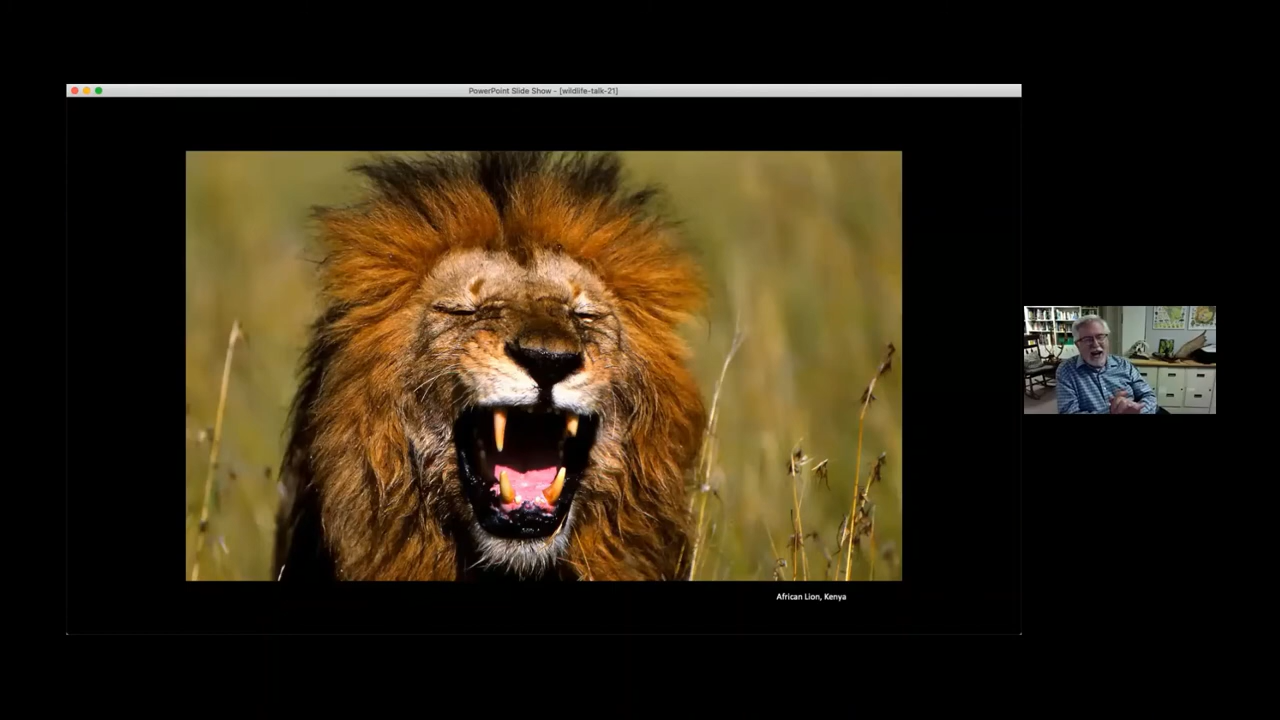 PowerPoint Slide Show - [wildlife-talk-21]
African Lion, Kenya